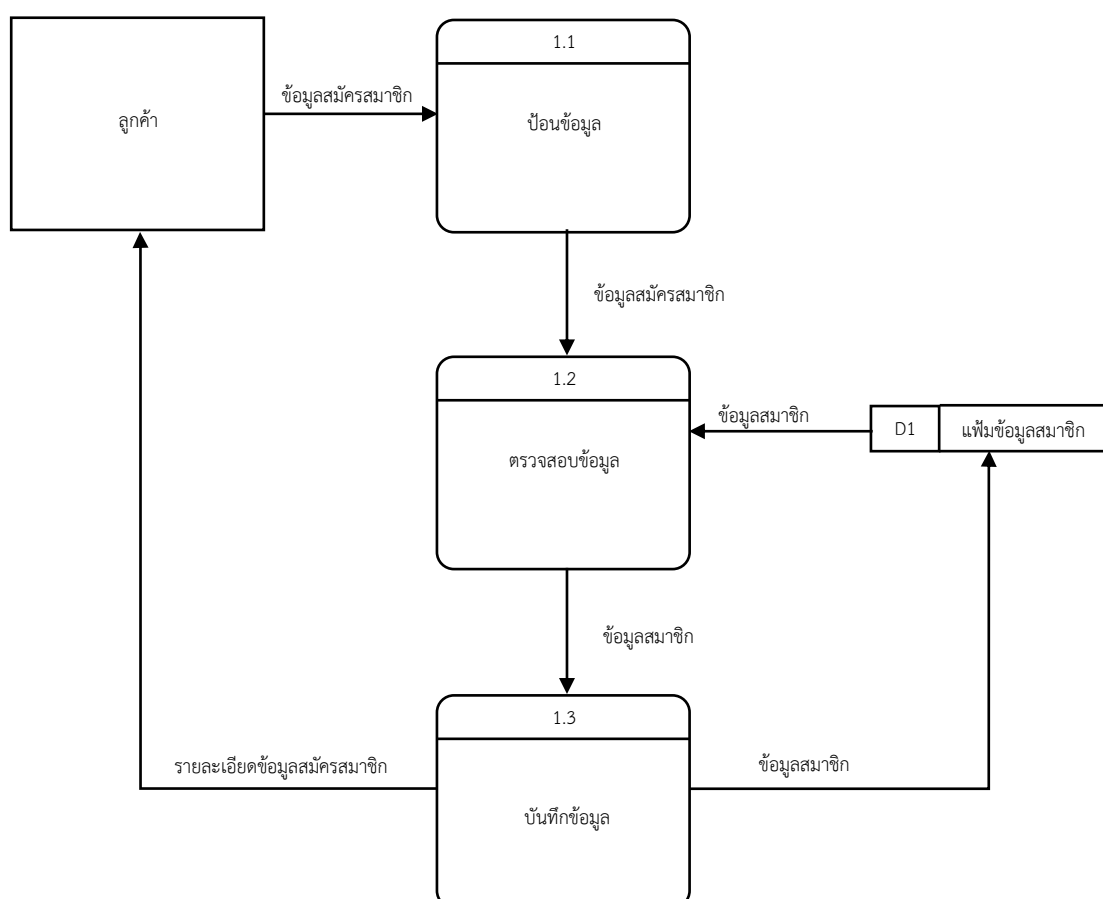 1.1
ข้อมูลสมัครสมาชิก
ลูกค้า
ป้อนข้อมูล
ข้อมูลสมัครสมาชิก
1.2
ข้อมูลสมาชิก
D1
แฟ้มข้อมูลสมาชิก
ตรวจสอบข้อมูล
ข้อมูลสมาชิก
1.3
รายละเอียดข้อมูลสมัครสมาชิก
ข้อมูลสมาชิก
บันทึกข้อมูล